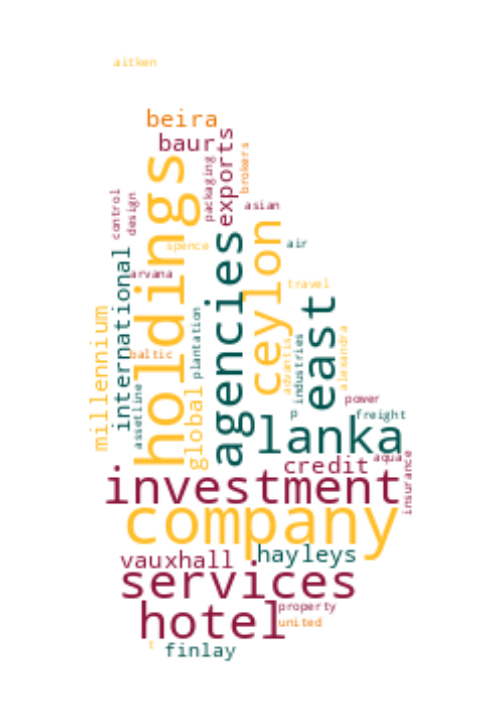 aitken
beira
baur
exports
packaging
brokers
asian
control
design
holdings
spence
agencies
ceylon
air
international
arvana
travel
millennium
baltic
plantation
assetline
global
advantis
industries
east
alexandra
power
p
freight
lanka
credit
aqua
insurance
investment
company
vauxhall
hayleys
services
hotel
property
united
t
finlay